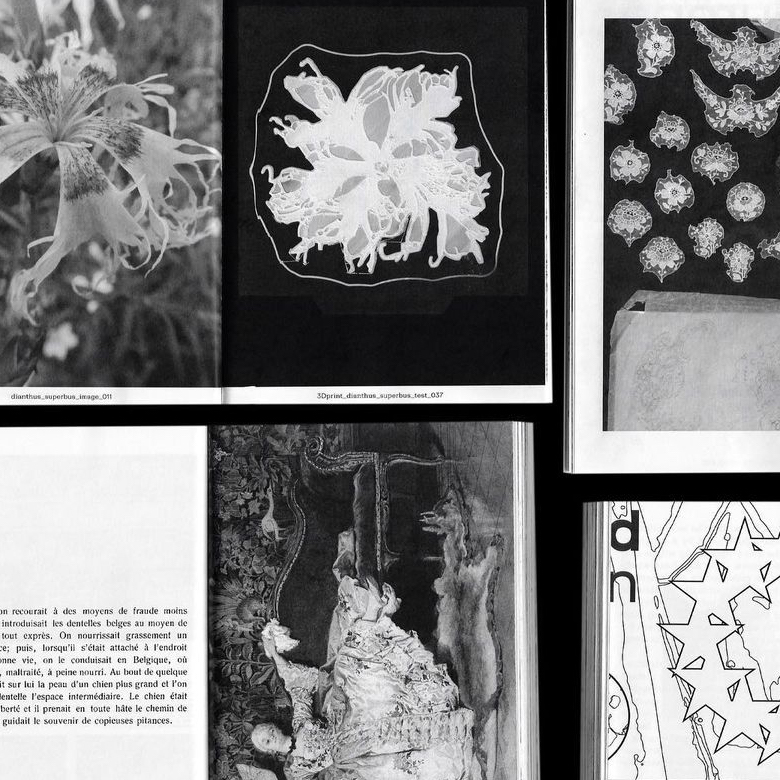 dianthus_superbus_image_011
3Dprint_dianthus_superbus_test_037
on recourait à des moyens de fraude moins
introduisait les dentelles belges au moyen de
tout exprès. On nourrissait grassement un
ce; puis, lorsqu'il s'était attaché à l'endroit
onne vie, on le conduisait en Belgique, où
, maltraité, à peine nourri. Au bout de quelque
it sur lui la peau d'un chien plus grand et l'on
dentelle l'espace intermédiaire. Le chien était
berté et il prenait en toute hâte le chemin de
guidait le souvenir de copieuses pitances.
d
n